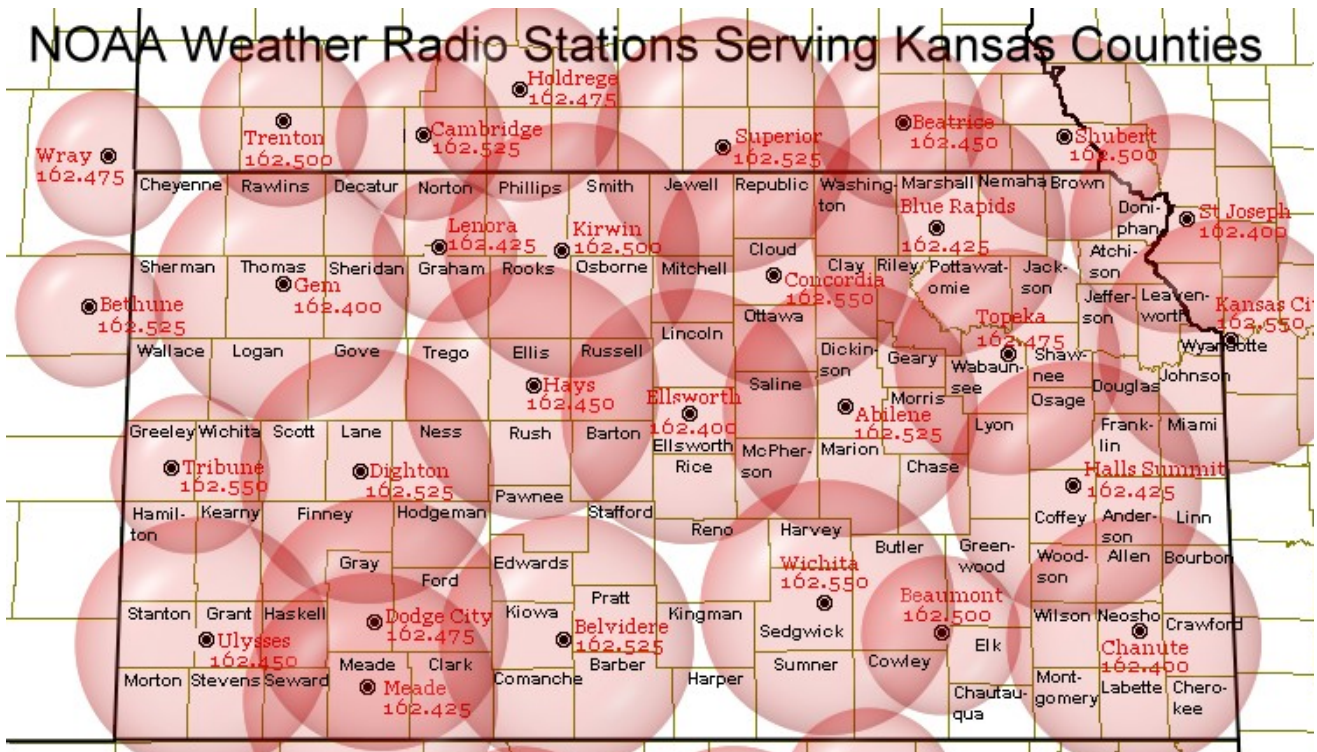 NOAA Weather Radio Stations Serving Kansas Counties
Holdrege
162.475
Trenton
162.500
Cambridge
162.525
Superior
162.525
Beatrice
162.450
Shubert
162.500
Wray
162.475
Cheyenne
Rawlins
Decatur
Norton
Phillips
Smith
Jewell
Republic
Washing-
ton
Marshall
Nemaha
Brown
Doni-
phan
Blue Rapids
162.425
St Joseph
162.400
Lenora
162.425
Kirwin
162.500
Cloud
Atchi-
son
Sherman
Thomas
Sheridan
Graham
Rooks
Osborne
Mitchell
Clay
Riley
Pottawat-
omie
Jack-
son
Gem
162.400
Concordia
162.550
Jeffer-
son
Leaven-
worth
Bethune
162.525
Kansas Ci
162.550
Ottawa
Topeka
162.475
Lincoln
Wyandotte
Wallace
Logan
Gove
Trego
Ellis
Russell
Dickin-
son
Geary
Wabaun-
see
Shaw-
nee
Douglas
Johnson
Hays
162.450
Saline
Ellsworth
162.400
Morris
Osage
Abilene
162.525
Greeley
Wichita
Scott
Lane
Ness
Rush
Barton
Ellsworth
Lyon
Frank-
lin
Miami
McPher-
son
Marion
Rice
Chase
Tribune
162.550
Dighton
162.525
Halls Summit
162.425
Pawnee
Hamil-
ton
Kearny
Finney
Hodgeman
Stafford
Reno
Harvey
Coffey
Ander-
son
Linn
Butler
Green-
wood
Gray
Edwards
Wichita
162.550
Wood-
son
Allen
Bourbon
Ford
Beaumont
162.500
Pratt
Stanton
Grant
Haskell
Kiowa
Kingman
Wilson
Neosho
Crawford
Dodge City
162.475
Belvidere
162.525
Sedgwick
Ulysses
162.450
Elk
Chanute
162.400
Meade
Clark
Barber
Sumner
Cowley
Morton
Stevens
Seward
Comanche
Harper
Mont-
gomery
Labette
Chero-
kee
Meade
162.425
Chautau-
qua